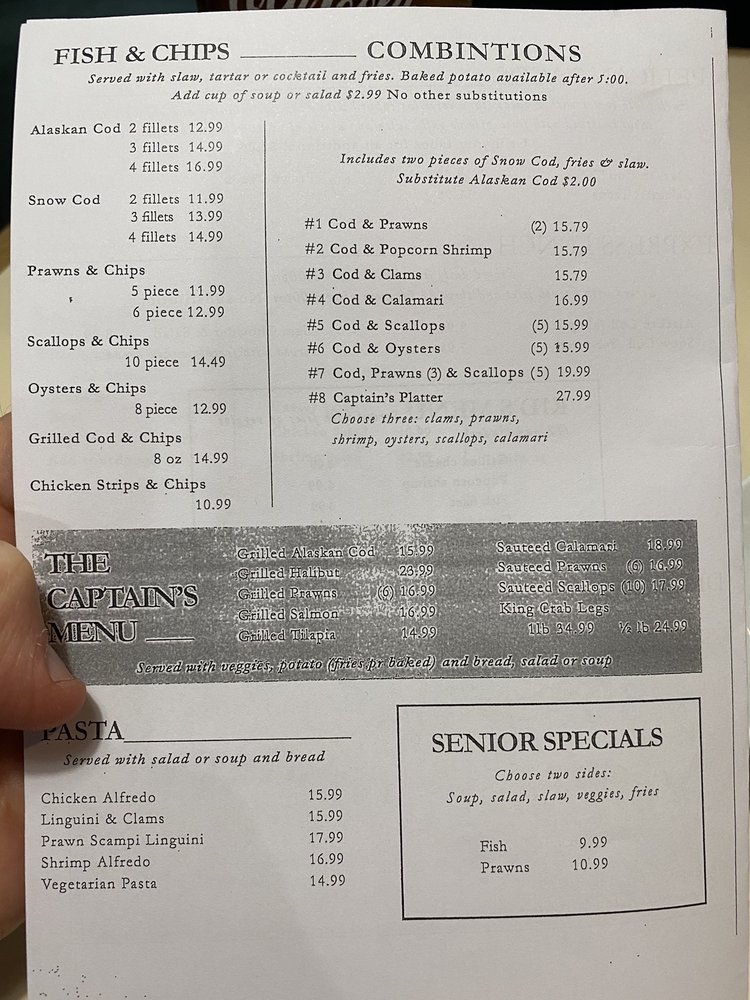 FISH & CHIPS COMBINTIONS
Served with slaw, tartar or cocktail and fries. Baked potato available after 5:00.
Add cup of soup or salad $2.99 No other substitutions
Alaskan Cod 2 fillets 12.99
3 fillets 14.99
4 fillets 16.99
Snow Cod 2 fillets 11.99
3 fillets 13.99
4 fillets 14.99
Prawns & Chips
5 piece 11.99
6 piece 12.99
Scallops & Chips
10 piece 14.49
Oysters & Chips
8 piece 12.99
Grilled Cod & Chips
8 oz 14.99
Chicken Strips & Chips
10.99
Includes two pieces of Snow Cod, fries & slaw.
Substitute Alaskan Cod $2.00
#1 Cod & Prawns (2) 15.79
#2 Cod & Popcorn Shrimp 15.79
#3 Cod & Clams 15.79
#4 Cod & Calamari 16.99
#5 Cod & Scallops (5) 15.99
#6 Cod & Oysters (5) 15.99
#7 Cod, Prawns (3) & Scallops (5) 19.99
#8 Captain's Platter 27.99
Choose three: clams, prawns,
shrimp, oysters, scallops, calamari
THE
CAPTAIN'S
MENU
Grilled Alaskan Cod 15.99
Grilled Halibut 23.99
Grilled Prawns (6) 16.99
Grilled Salmon 16.99
Grilled Tilapia 14.99
Sauteed Calamari 18.99
Sauteed Prawns (6) 16.99
Sauteed Scallops (10) 17.99
King Crab Legs
1lb 34.99 ½ lb 24.99
Served with veggies, potato (fries pr baked) and bread, salad or soup
PASTA
Served with salad or soup and bread
Chicken Alfredo 15.99
Linguini & Clams 15.99
Prawn Scampi Linguini 17.99
Shrimp Alfredo 16.99
Vegetarian Pasta 14.99
SENIOR SPECIALS
Choose two sides:
Soup, salad, slaw, veggies, fries
Fish 9.99
Prawns 10.99